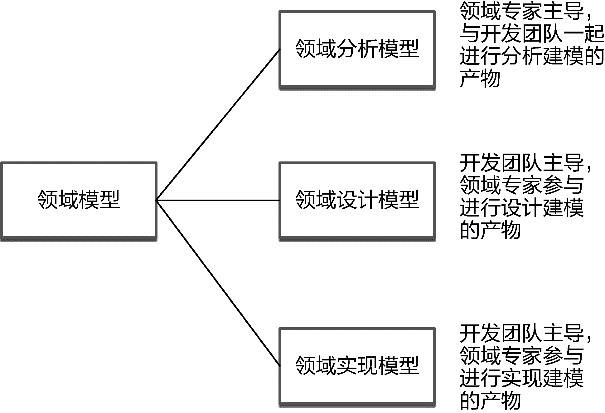 领域分析模型
领域专家主导，
与开发团队一起
进行分析建模的
产物
领域模型
领域设计模型
开发团队主导，
领域专家参与
进行设计建模
的产物
领域实现模型
开发团队主导，
领域专家参与
进行实现建模
的产物